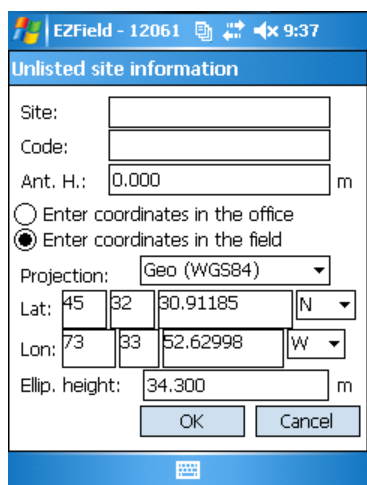 EZField - 12061 9:37
Unlisted site information
Site:
Code:
Ant. H.: 0.000 m
Enter coordinates in the office
Enter coordinates in the field
Projection: Geo (WGS84)
Lat: 45 32 30.91185 N
Lon: 73 33 52.62998 W
Ellip. height: 34.300 m
OK Cancel